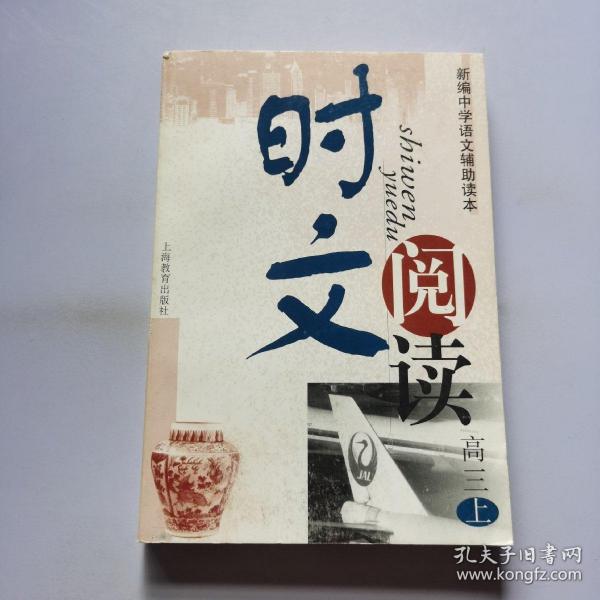 新编中学语文辅助读本
时文
shiwen
yuedu
阅读
高三
上
上海教育出版社
JAL
孔夫子旧书网
www.kongfz.com